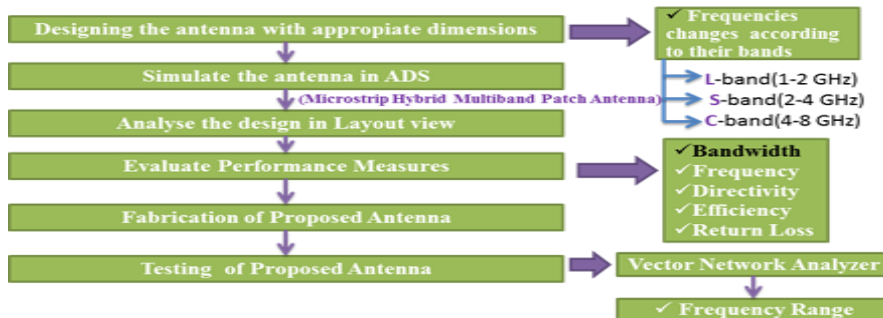 Designing the antenna with appropiate dimensions
✓ Frequencies
changes according
to their bands
Simulate the antenna in ADS
L-band(1-2 GHz)
(Microstrip Hybrid Multiband Patch Antenna)
S-band(2-4 GHz)
C-band(4-8 GHz)
Analyse the design in Layout view
Evaluate Performance Measures
✓Bandwidth
✓Frequency
✓Directivity
✓Efficiency
✓Return Loss
Fabrication of Proposed Antenna
Testing of Proposed Antenna
Vector Network Analyzer
✓ Frequency Range